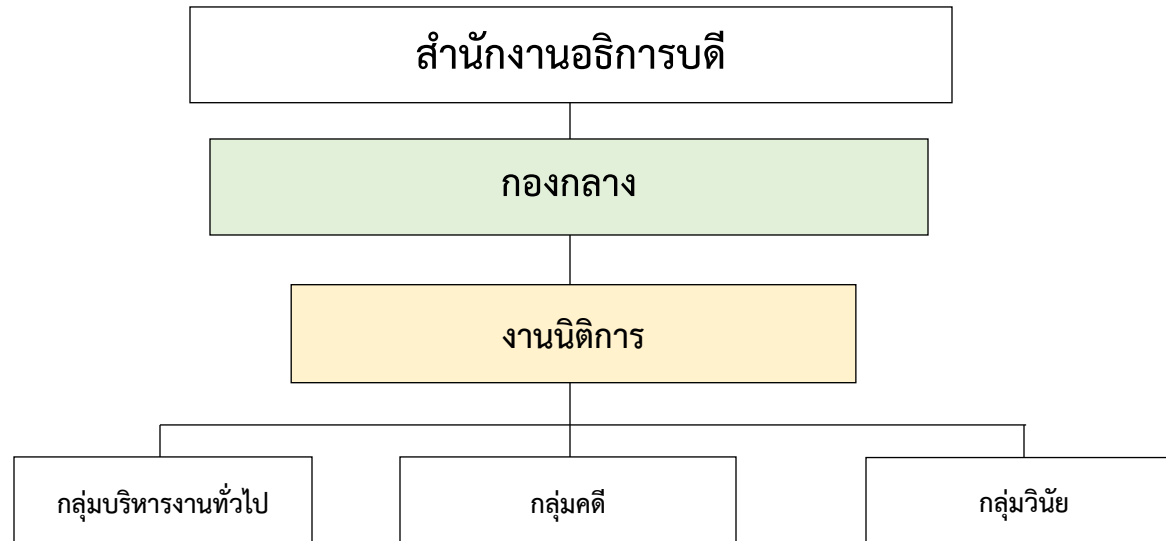 สำนักงานอธิการบดี
กองกลาง
งานนิติการ
กลุ่มบริหารงานทั่วไป
กลุ่มคดี
กลุ่มวินัย